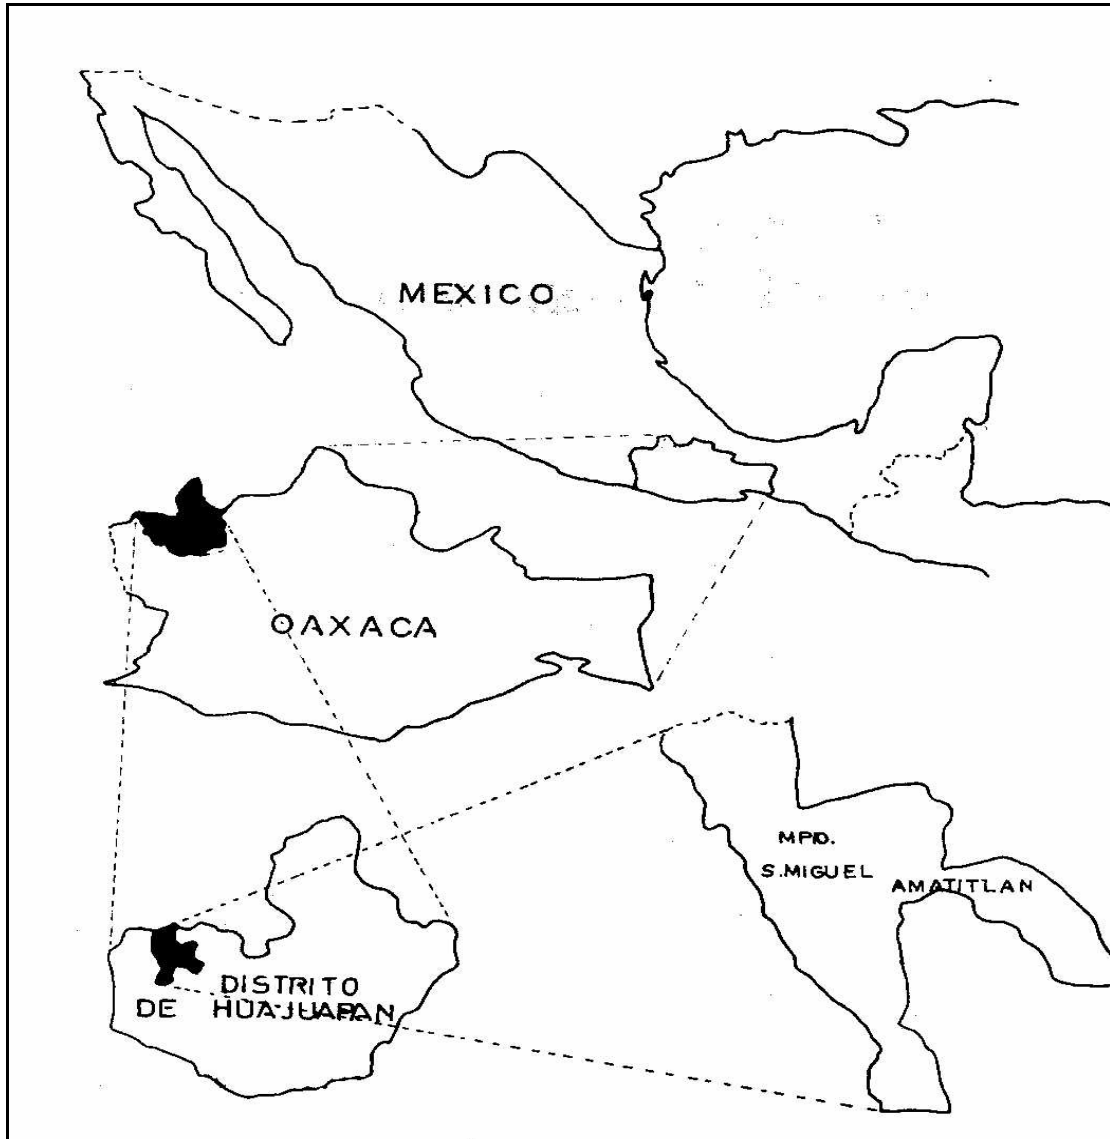 MEXICO
OAXACA
MPIO.
S.MIGUEL AMATITLAN
DISTRITO
DE HUAJUAPAN